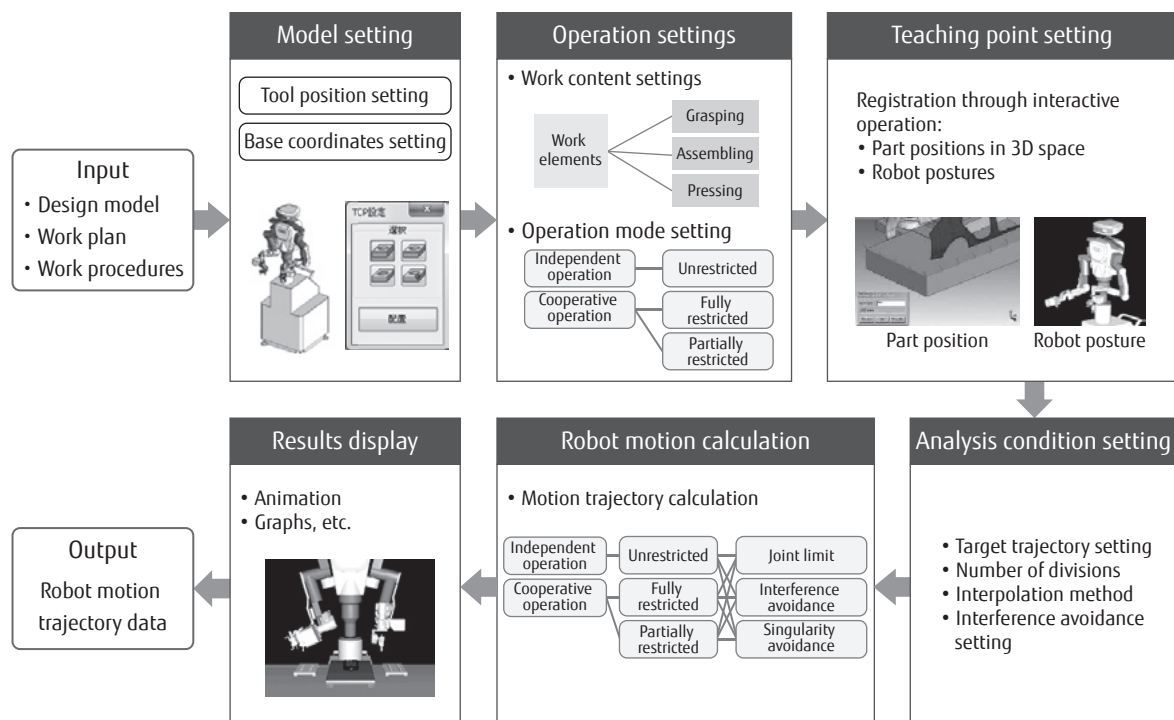 Input
・Design model
・Work plan
・Work procedures
Model setting
Tool position setting
Base coordinates setting
TCP設定
選択
配置
Operation settings
• Work content settings
Work
elements
Grasping
Assembling
Pressing
• Operation mode setting
Independent
operation
Unrestricted
Cooperative
operation
Fully
restricted
Partially
restricted
Teaching point setting
Registration through interactive
operation:
• Part positions in 3D space
• Robot postures
Part position
Robot posture
Analysis condition setting
• Target trajectory setting
• Number of divisions
• Interpolation method
• Interference avoidance
setting
Robot motion calculation
• Motion trajectory calculation
Independent
operation
Unrestricted
Joint limit
Cooperative
operation
Fully
restricted
Interference
avoidance
Partially
restricted
Singularity
avoidance
Results display
• Animation
• Graphs, etc.
Output
Robot motion
trajectory data